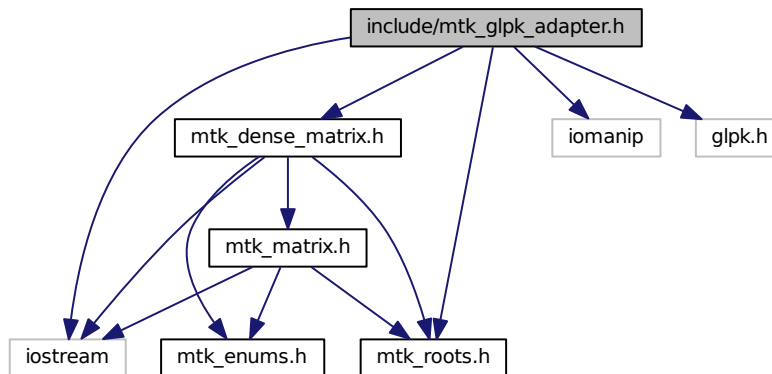 include/mtk_glpk_adapter.h
mtk_dense_matrix.h
iomanip
glpk.h
mtk_matrix.h
iostream
mtk_enums.h
mtk_roots.h